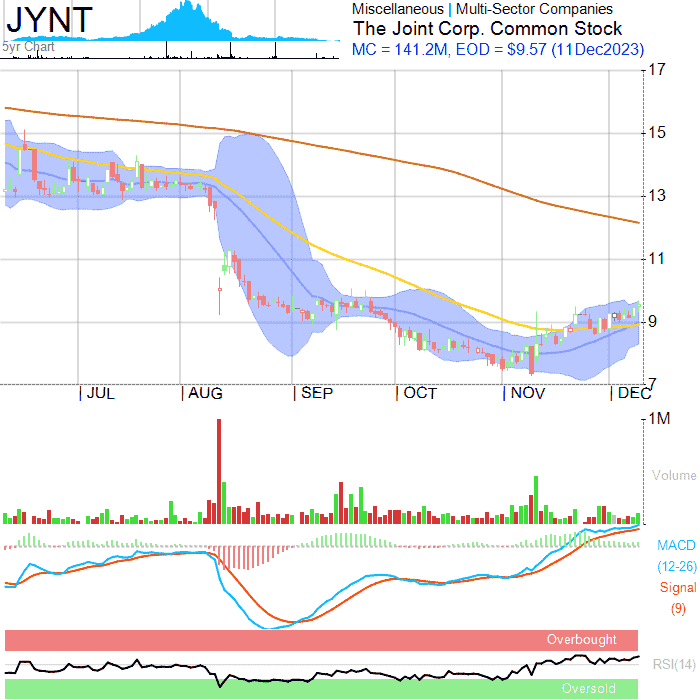 JYNT
5yr Chart
Miscellaneous | Multi-Sector Companies
The Joint Corp. Common Stock
MC = 141.2M, EOD = $9.57 (11Dec2023)
17
15
13
11
9
7
| JUL | AUG | SEP | OCT | NOV | DEC
1M
Volume
MACD
(12-26)
Signal
(9)
Overbought
RSI(14)
Oversold